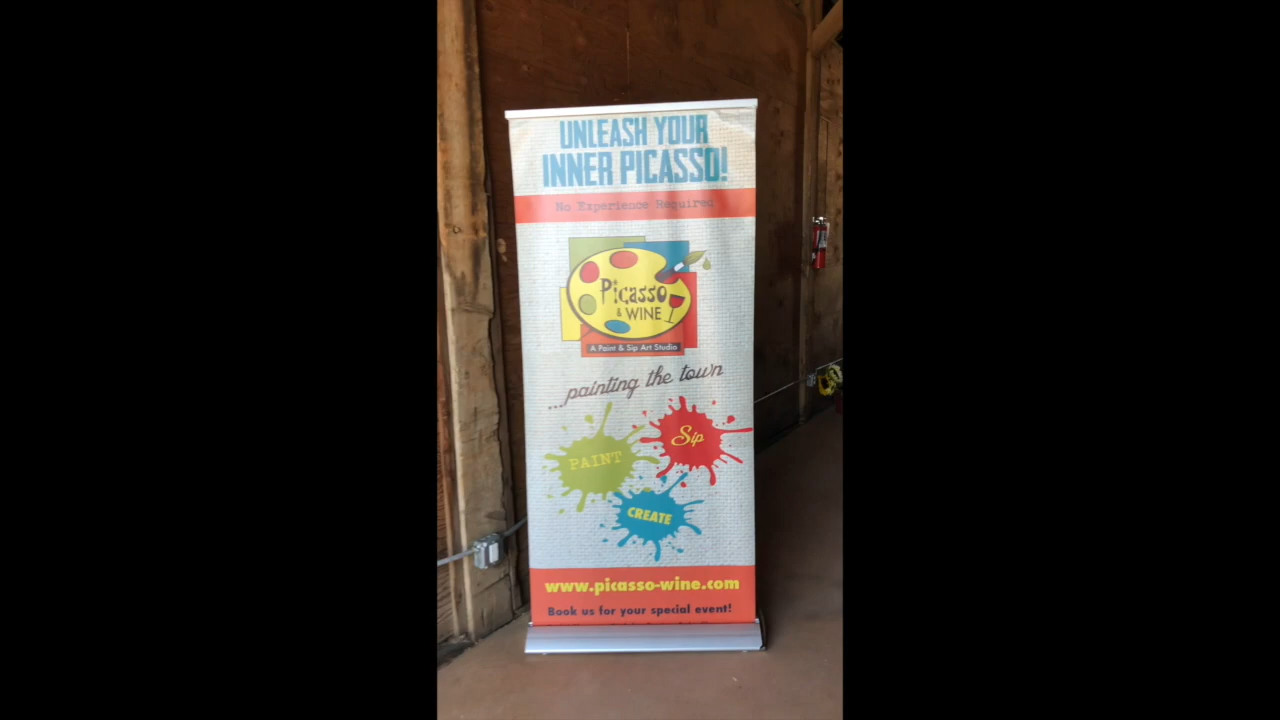 UNLEASH YOUR
INNER PICASSO!
No Experience Required
Picasso
& WINE
A Paint & Sip Art Studio
...painting the town
Sip
PAINT
CREATE
www.picasso-wine.com
Book us for your special event!